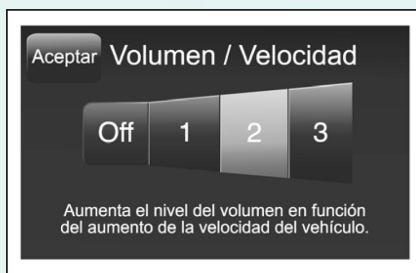 Aceptar Volumen / Velocidad
Off 1 2 3
Aumenta el nivel del volumen en función
del aumento de la velocidad del vehículo.